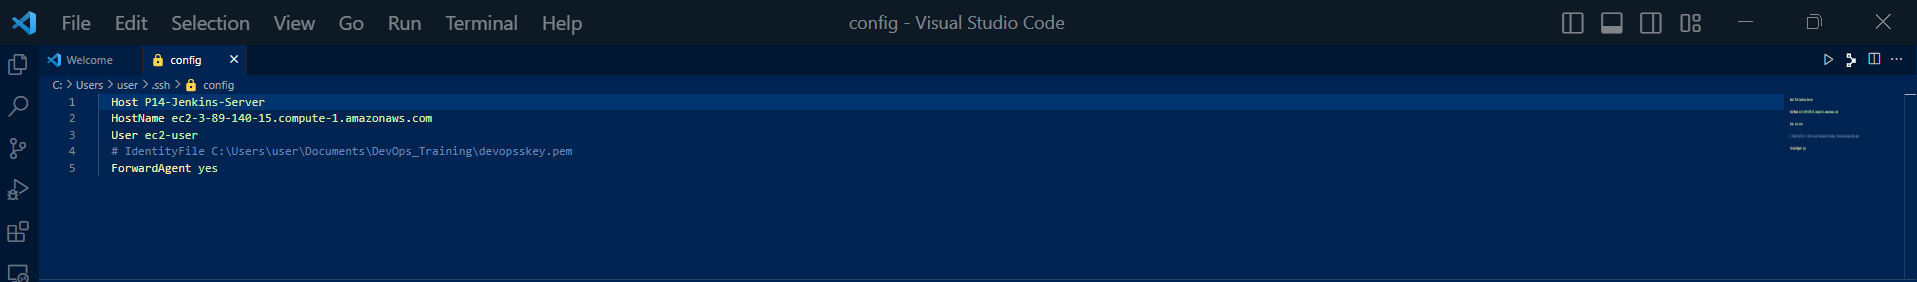 File Edit Selection View Go Run Terminal Help config - Visual Studio Code
Welcome config
C: > Users > user > .ssh > config
1 Host P14-Jenkins-Server
2 HostName ec2-3-89-140-15.compute-1.amazonaws.com
3 User ec2-user
4 # IdentityFile C:\Users\user\Documents\DevOps_Training\devopsskey.pem
5 ForwardAgent yes